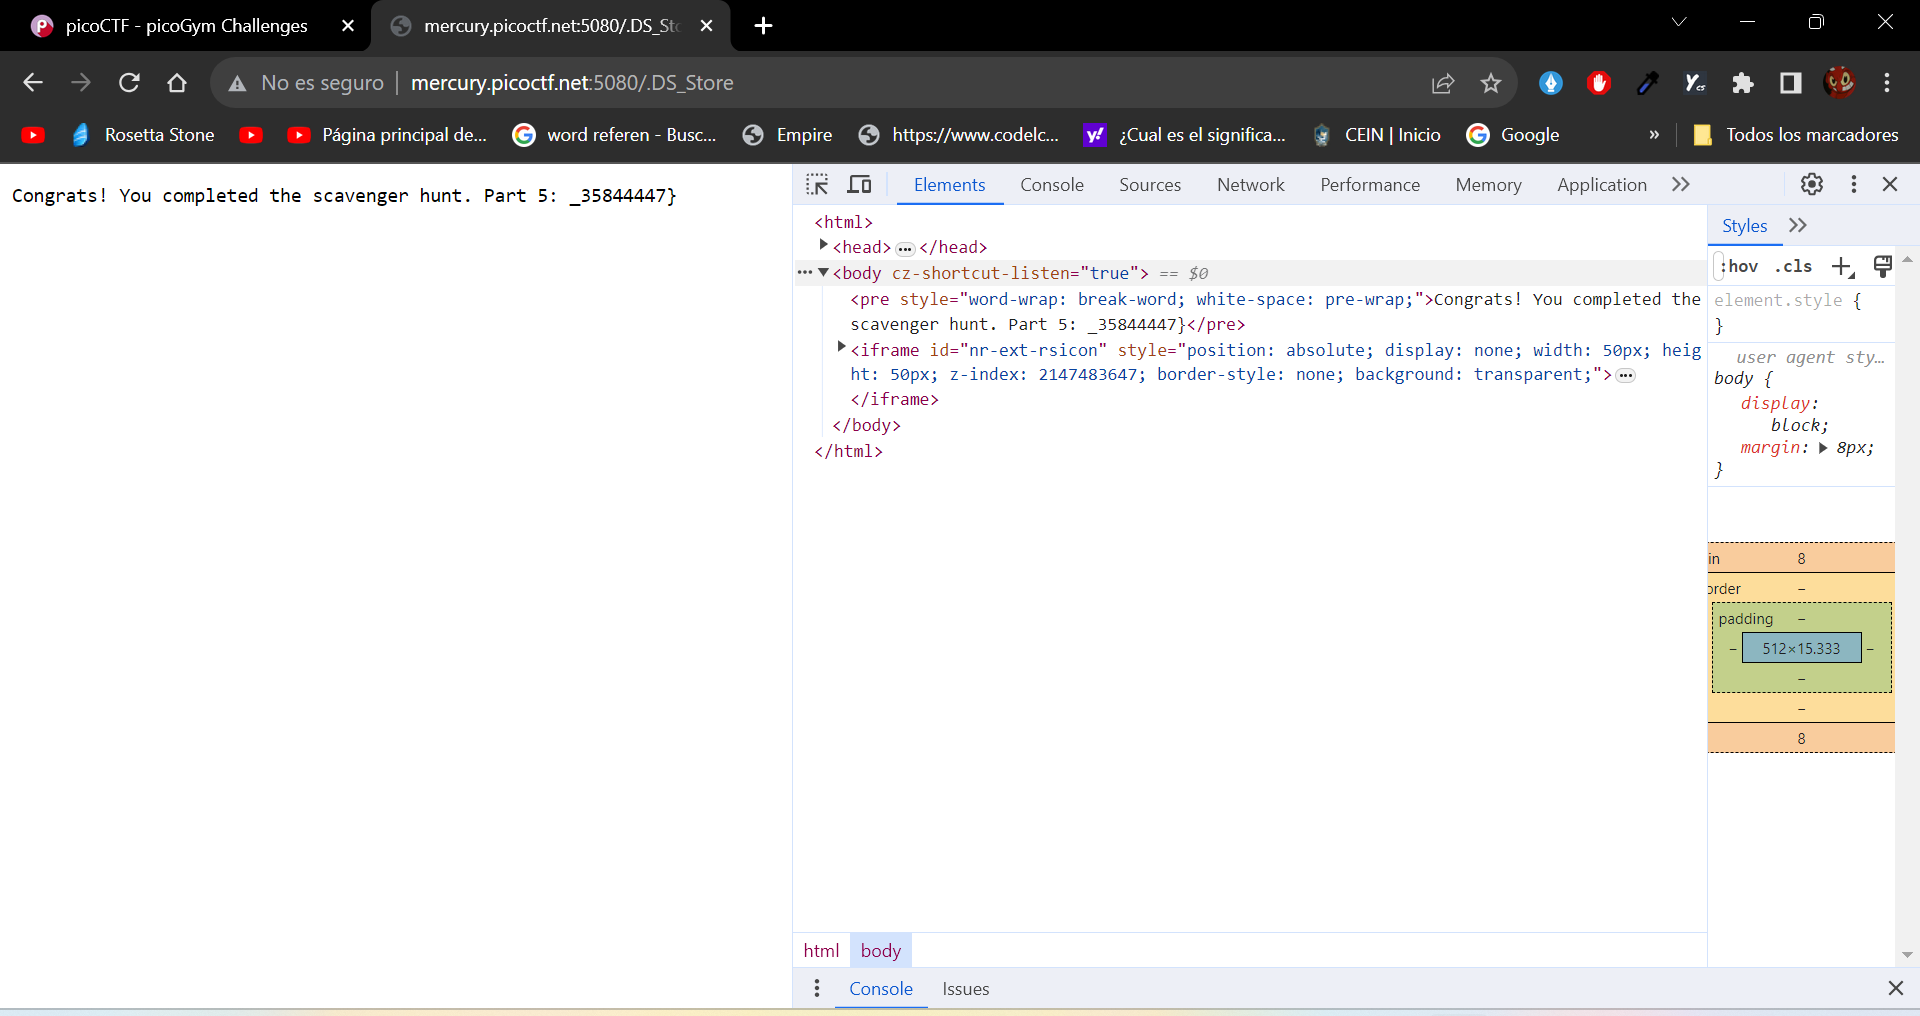 picoCTF - picoGym Challenges
mercury.picoctf.net:5080/.DS_Sto
No es seguro
mercury.picoctf.net:5080/.DS_Store
Rosetta Stone
Página principal de...
word referen - Busc...
Empire
https://www.codelc...
¿Cual es el significa...
CEIN | Inicio
Google
»
Todos los marcadores
Congrats! You completed the scavenger hunt. Part 5: _35844447}
Elements Console Sources Network Performance Memory Application
<html>
<head>…</head>
<body cz-shortcut-listen="true"> == $0
<pre style="word-wrap: break-word; white-space: pre-wrap;">Congrats! You completed the
scavenger hunt. Part 5: _35844447}</pre>
<iframe id="nr-ext-rsicon" style="position: absolute; display: none; width: 50px; heig
ht: 50px; z-index: 2147483647; border-style: none; background: transparent;">…
</iframe>
</body>
</html>
Styles
:hov .cls
element.style {
}
user agent sty…
body {
display:
block;
margin: 8px;
}
in 8
order –
padding –
– 512×15.333 –
–
–
8
html body
Console Issues